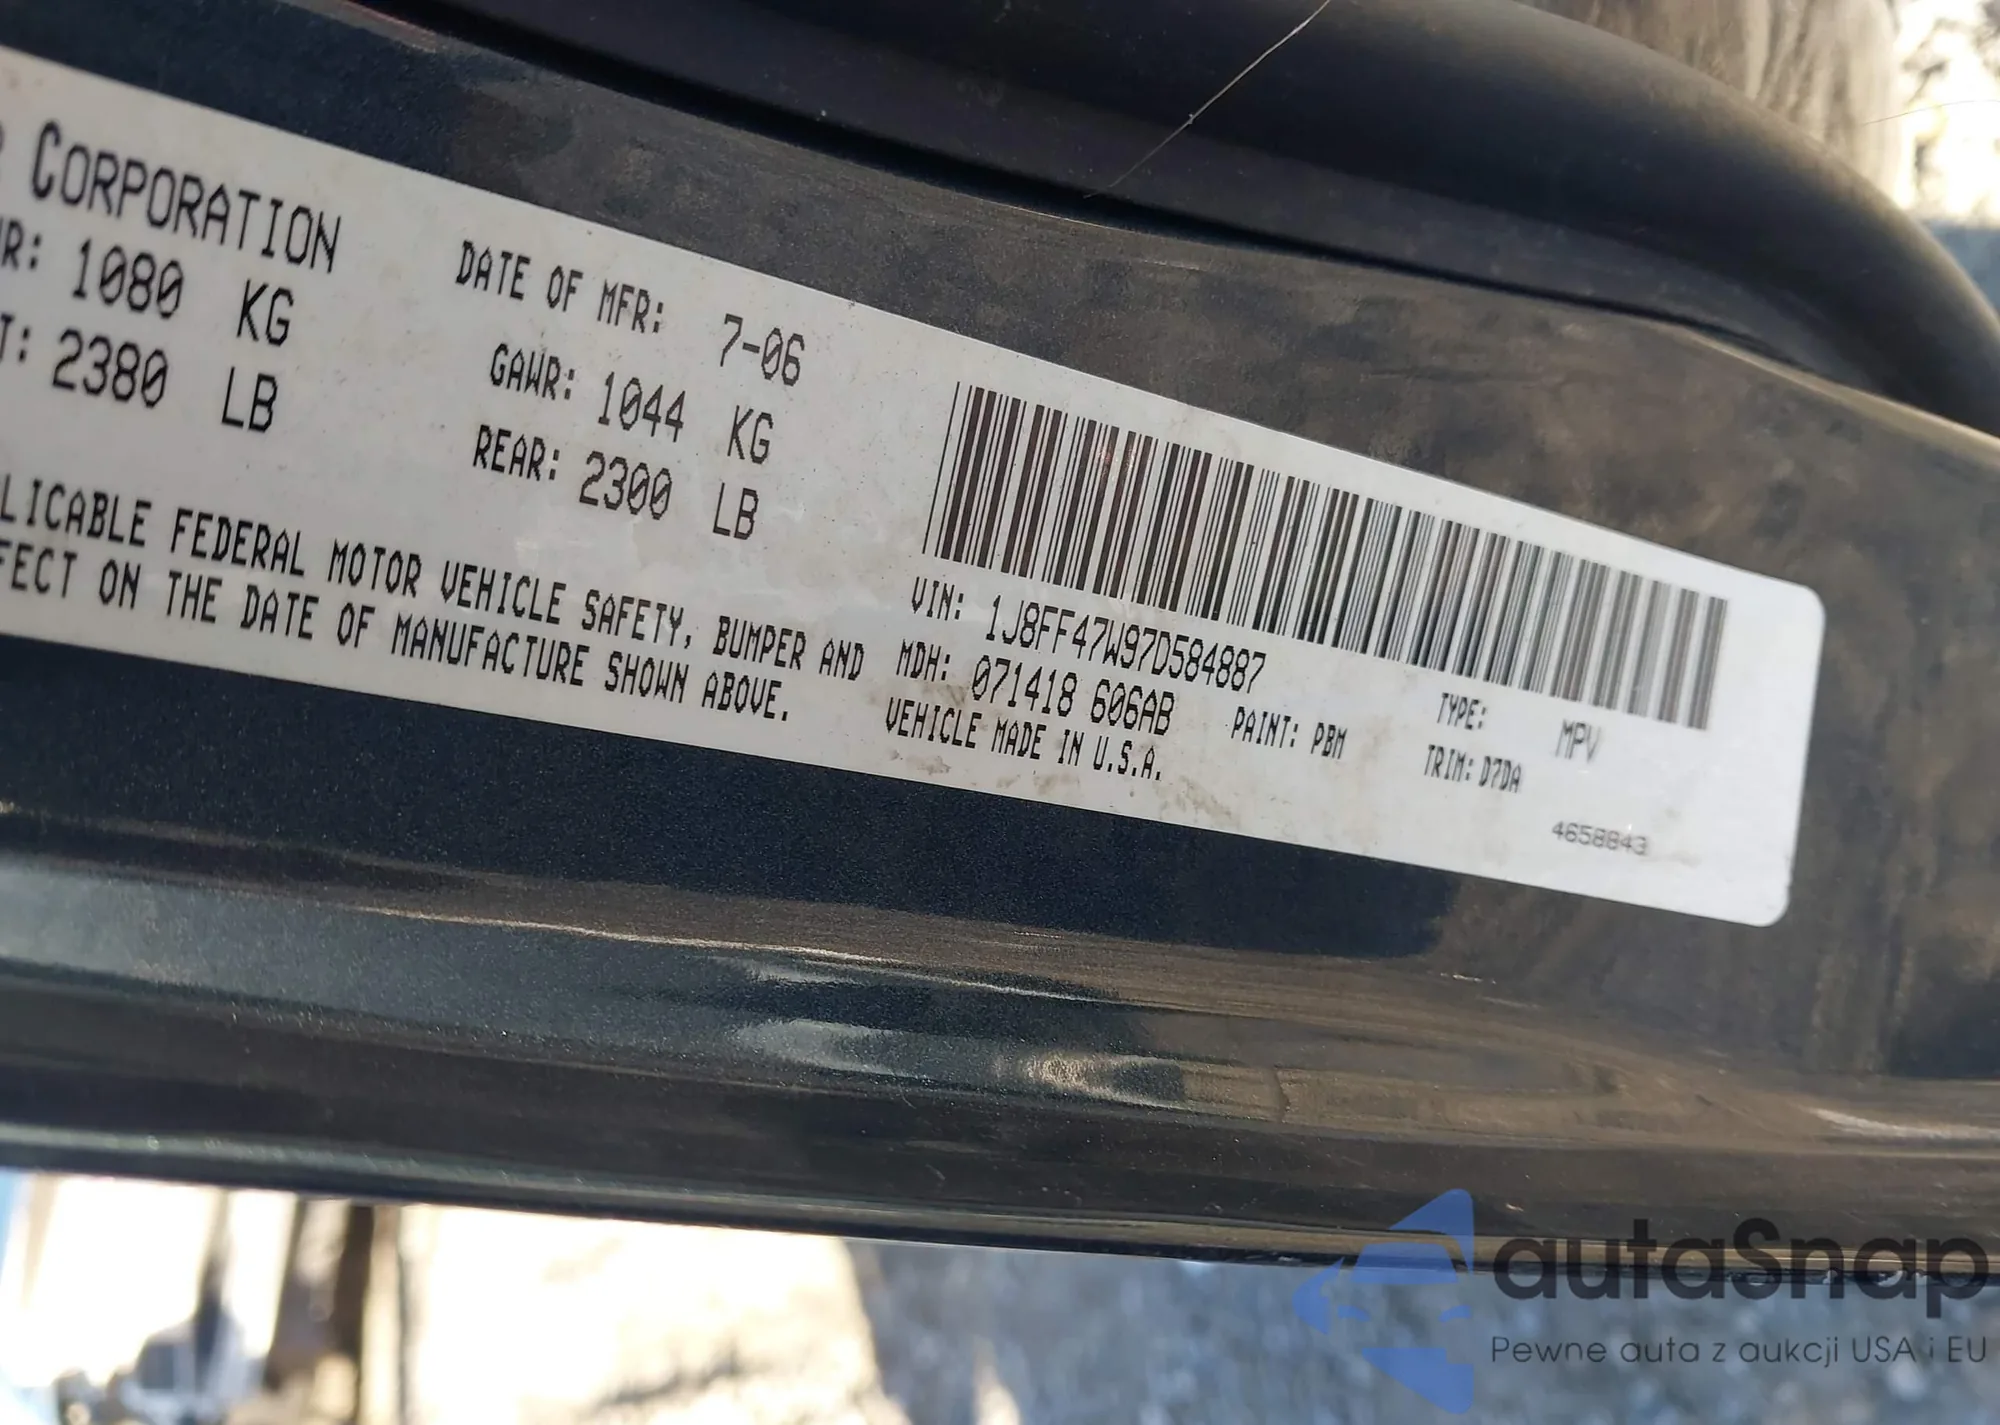 CORPORATION
DATE OF MFR: 7-06
R: 1080 KG
GAWR: 1044 KG
T: 2380 LB
REAR: 2300 LB
LICABLE FEDERAL MOTOR VEHICLE SAFETY, BUMPER AND
FECT ON THE DATE OF MANUFACTURE SHOWN ABOVE.
VIN: 1J8FF47W97D584887
TYPE: MPV
MDH: 071418 606AB
PAINT: PBM
TRIM: D7DA
VEHICLE MADE IN U.S.A.
4658843
autaSnap
Pewne auta z aukcji USA i EU